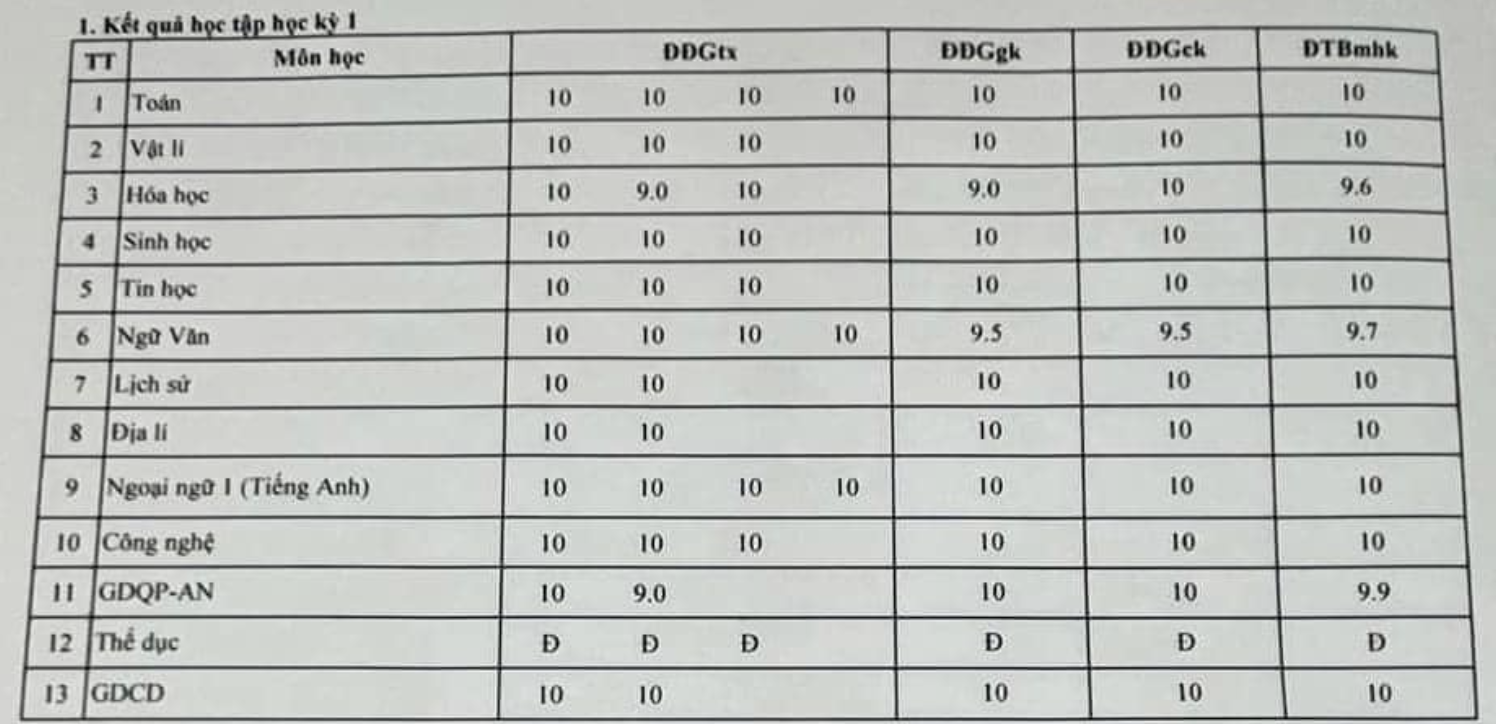 1. Kết quả học tập học kỳ 1
TT Môn học ĐĐGtx ĐĐGgk ĐĐGck ĐTBmhk
1 Toán 10 10 10 10 10 10 10
2 Vật lí 10 10 10 10 10 10
3 Hóa học 10 9.0 10 9.0 10 9.6
4 Sinh học 10 10 10 10 10 10
5 Tin học 10 10 10 10 10 10
6 Ngữ Văn 10 10 10 10 9.5 9.5 9.7
7 Lịch sử 10 10 10 10 10
8 Địa lí 10 10 10 10 10
9 Ngoại ngữ 1 (Tiếng Anh) 10 10 10 10 10 10 10
10 Công nghệ 10 10 10 10 10 10
11 GDQP-AN 10 9.0 10 10 9.9
12 Thể dục Đ Đ Đ Đ Đ Đ
13 GDCD 10 10 10 10 10